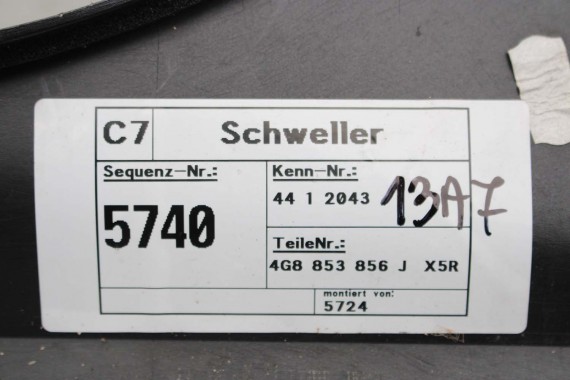 C7 Schweller
Sequenz-Nr.:
5740
Kenn-Nr.:
44 1 2043 13A7
TeileNr.:
4G8 853 856 J X5R
montiert von:
5724